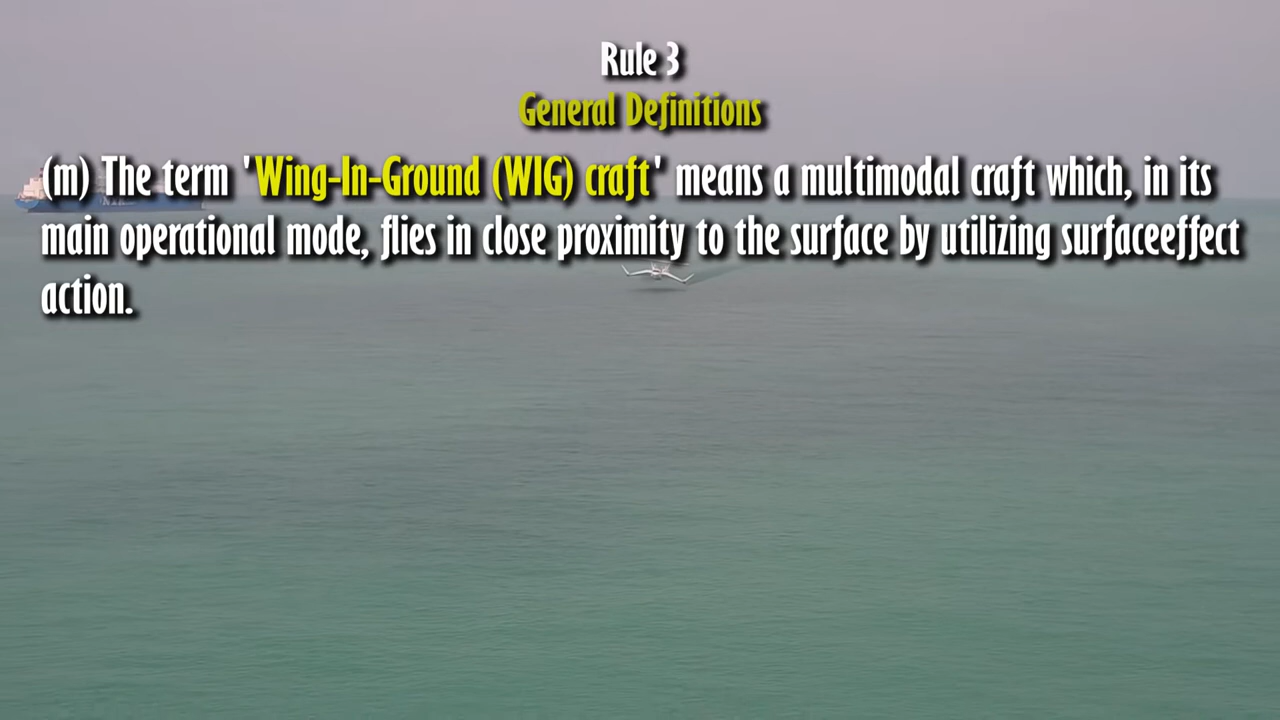 Rule 3
General Definitions
(m) The term 'Wing-In-Ground (WIG) craft' means a multimodal craft which, in its
main operational mode, flies in close proximity to the surface by utilizing surfaceeffect
action.